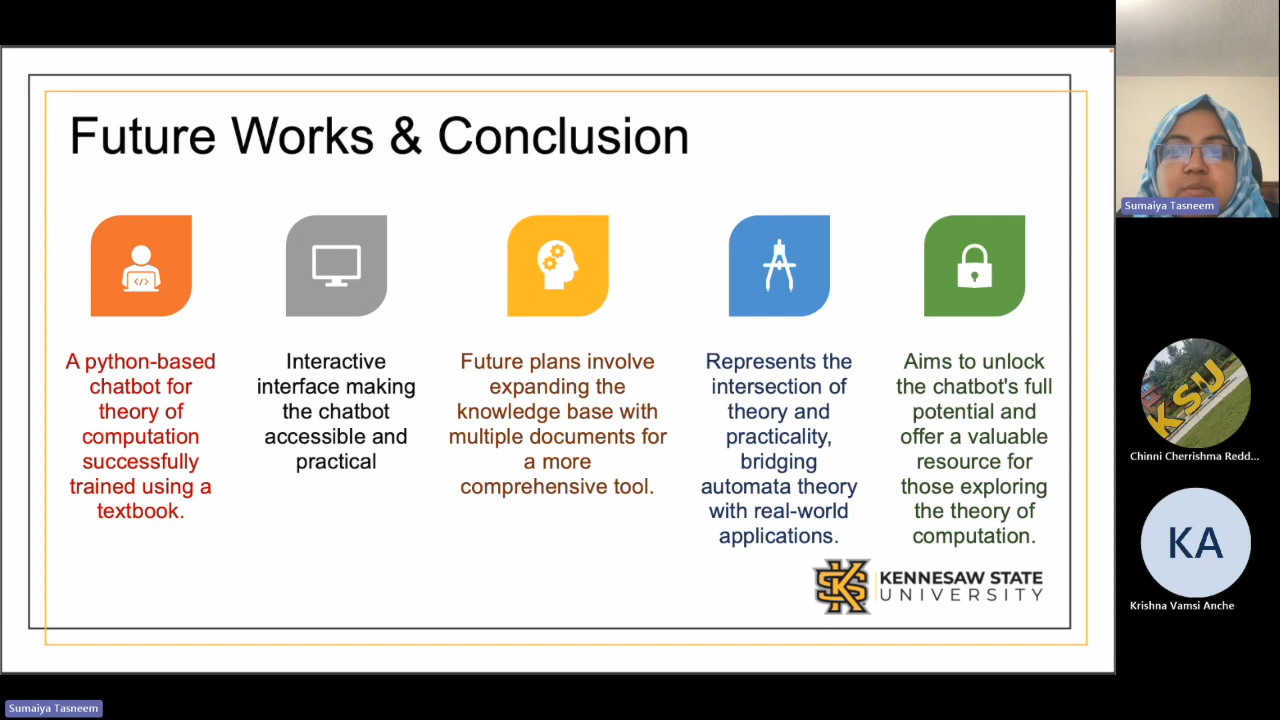 Future Works & Conclusion
</>
A python-based
chatbot for
theory of
computation
successfully
trained using a
textbook.
Interactive
interface making
the chatbot
accessible and
practical
Future plans involve
expanding the
knowledge base with
multiple documents for
a more
comprehensive tool.
Represents the
intersection of
theory and
practicality,
bridging
automata theory
with real-world
applications.
Aims to unlock
the chatbot's full
potential and
offer a valuable
resource for
those exploring
the theory of
computation.
KS
KENNESAW STATE
UNIVERSITY
Sumaiya Tasneem
KSU
Chinni Cherrishma Redd...
KA
Krishna Vamsi Anche
Sumaiya Tasneem